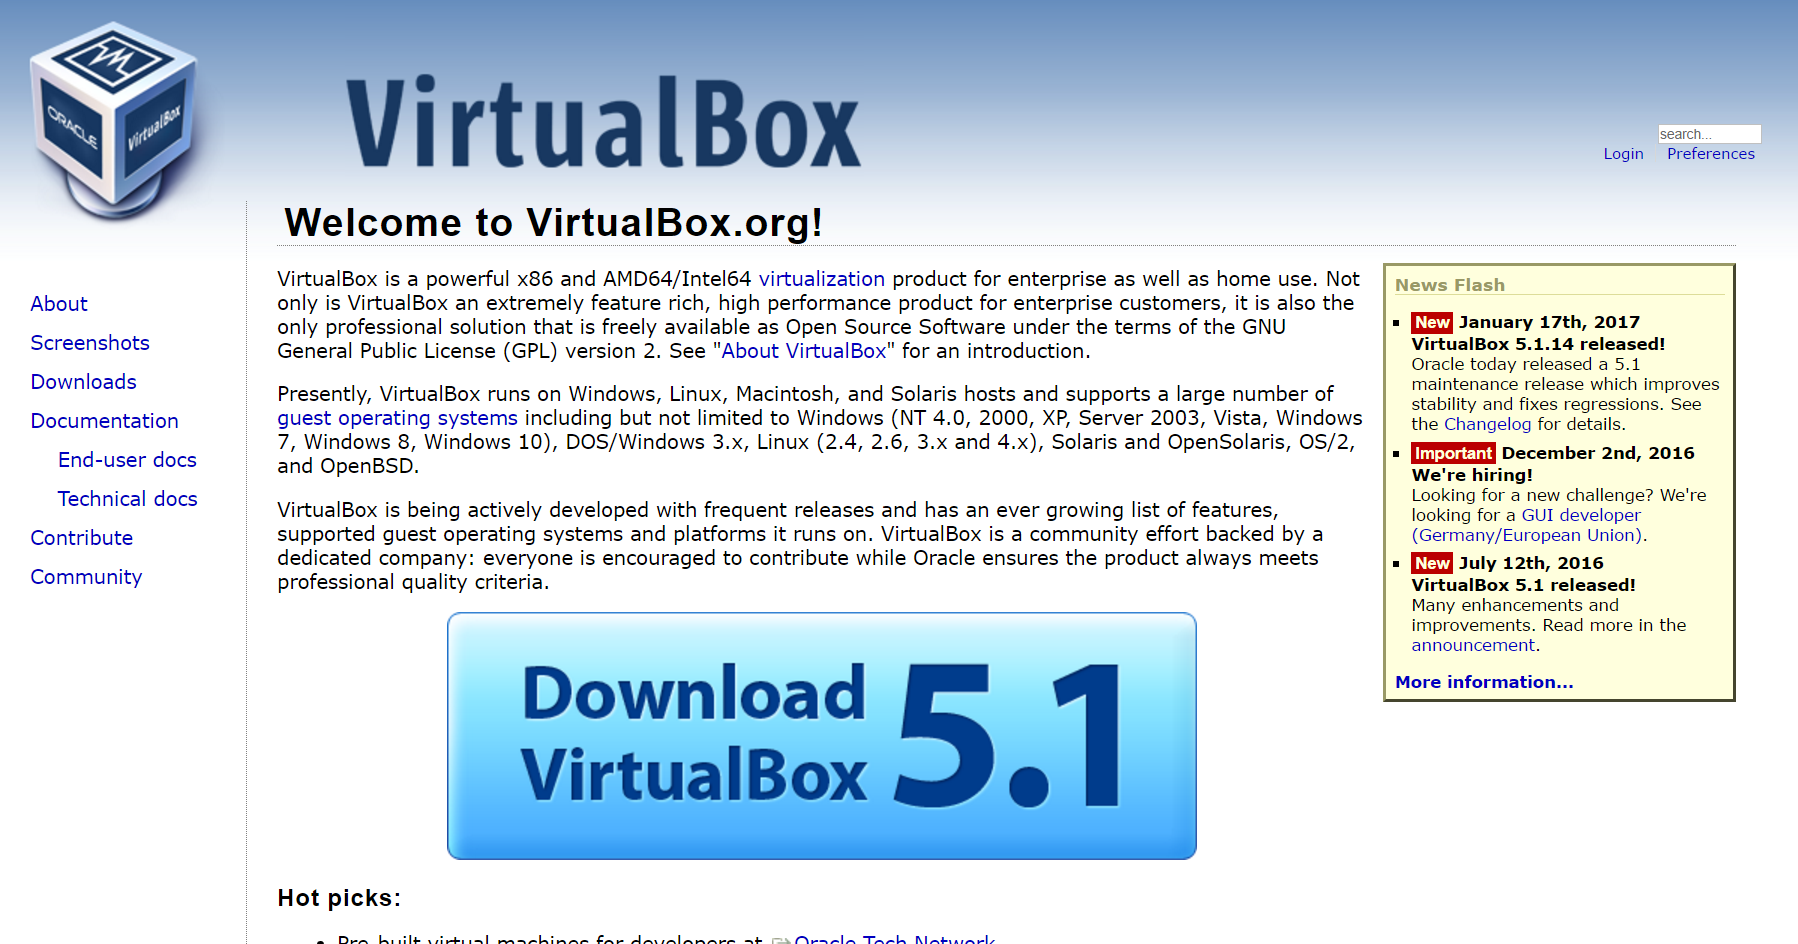 ORACLE
VirtualBox
VirtualBox
search...
Login Preferences
Welcome to VirtualBox.org!
About
Screenshots
Downloads
Documentation
End-user docs
Technical docs
Contribute
Community
VirtualBox is a powerful x86 and AMD64/Intel64 virtualization product for enterprise as well as home use. Not
only is VirtualBox an extremely feature rich, high performance product for enterprise customers, it is also the
only professional solution that is freely available as Open Source Software under the terms of the GNU
General Public License (GPL) version 2. See "About VirtualBox" for an introduction.
Presently, VirtualBox runs on Windows, Linux, Macintosh, and Solaris hosts and supports a large number of
guest operating systems including but not limited to Windows (NT 4.0, 2000, XP, Server 2003, Vista, Windows
7, Windows 8, Windows 10), DOS/Windows 3.x, Linux (2.4, 2.6, 3.x and 4.x), Solaris and OpenSolaris, OS/2,
and OpenBSD.
VirtualBox is being actively developed with frequent releases and has an ever growing list of features,
supported guest operating systems and platforms it runs on. VirtualBox is a community effort backed by a
dedicated company: everyone is encouraged to contribute while Oracle ensures the product always meets
professional quality criteria.
Download
VirtualBox 5.1
Hot picks:
Pre-built virtual machines for developers at Oracle Tech Network
News Flash
New January 17th, 2017
VirtualBox 5.1.14 released!
Oracle today released a 5.1
maintenance release which improves
stability and fixes regressions. See
the Changelog for details.
Important December 2nd, 2016
We're hiring!
Looking for a new challenge? We're
looking for a GUI developer
(Germany/European Union).
New July 12th, 2016
VirtualBox 5.1 released!
Many enhancements and
improvements. Read more in the
announcement.
More information...